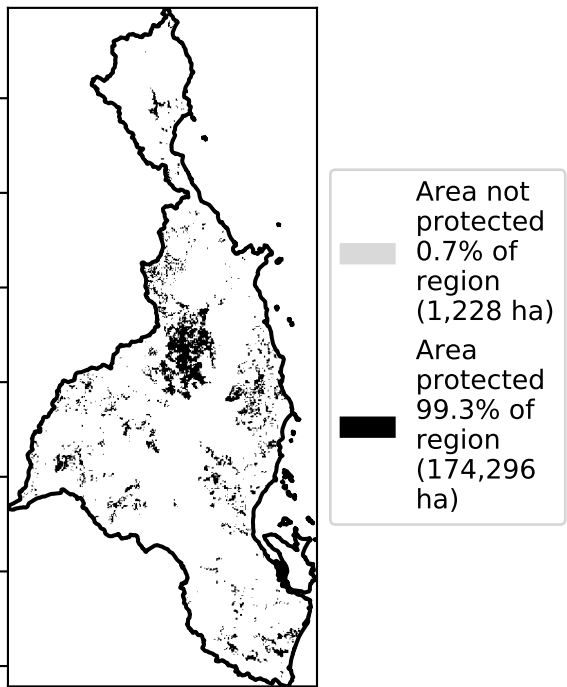 Area not
protected
0.7% of
region
(1,228 ha)
Area
protected
99.3% of
region
(174,296
ha)